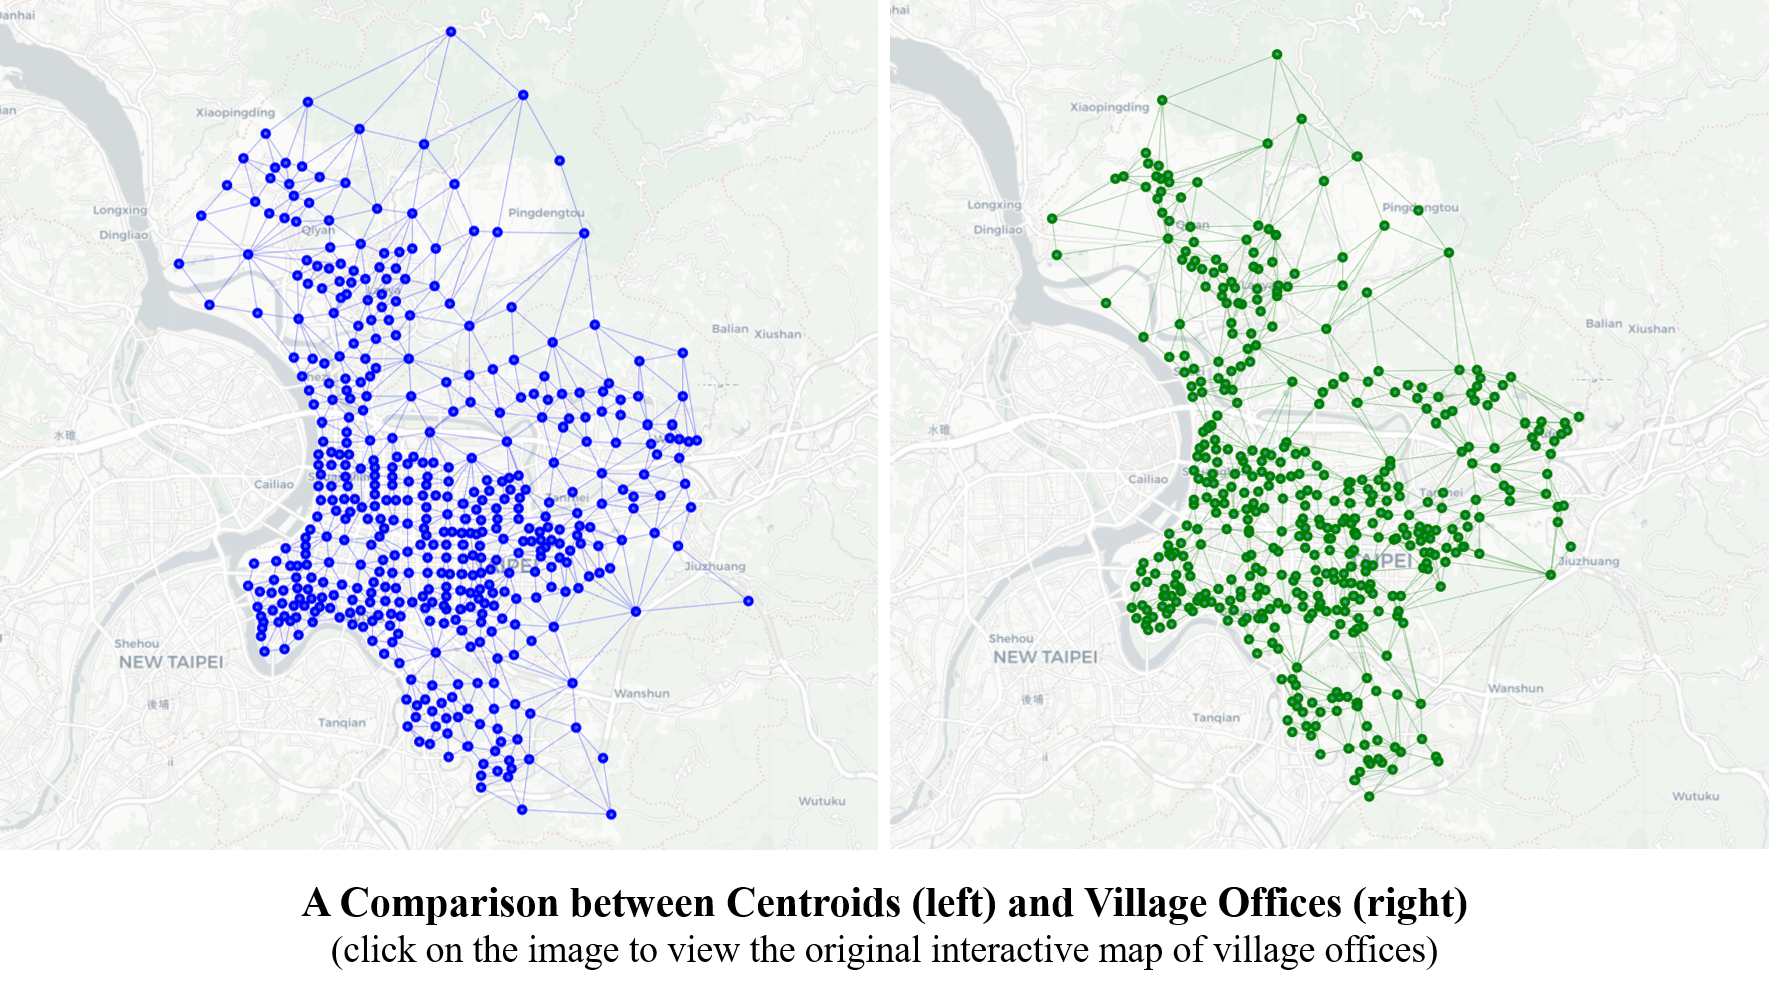 anhai
Xiaopingding
ian
Longxing
Dingliao
Qiyan
Pingdengtou
Balian
Xiushan
水碓
Cailiao
Tanmei
Jiuzhuang
Shehou
NEW TAIPEI
後埔
Wanshun
Tanqian
Wutuku
hai
Xiaopingding
Longxing
Dingliao
Pingdengtou
Balian
Xiushan
水碓
Cailiao
Tanmei
AIPEI
Jiuzhuang
Shehou
NEW TAIPEI
後埔
Wanshun
Tanqian
Wutuku
A Comparison between Centroids (left) and Village Offices (right)
(click on the image to view the original interactive map of village offices)